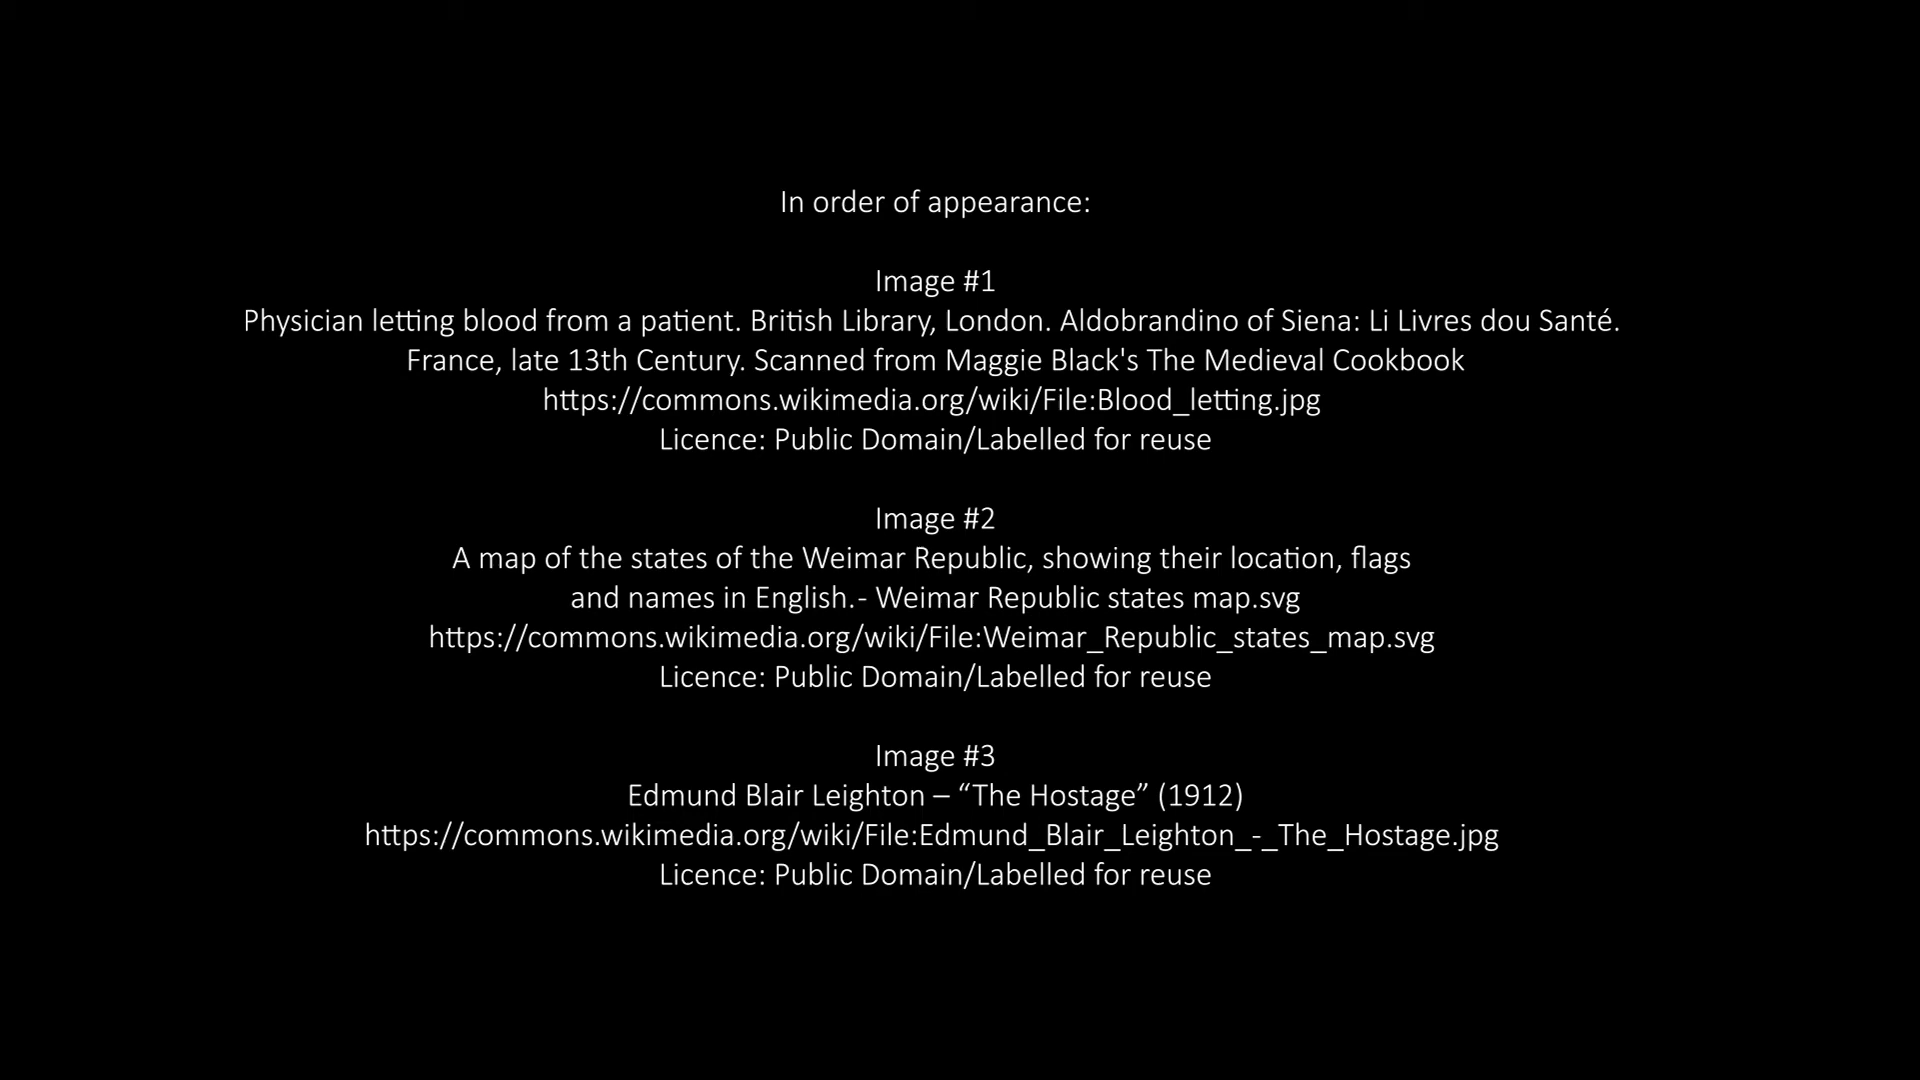 In order of appearance:
Image #1
Physician letting blood from a patient. British Library, London. Aldobrandino of Siena: Li Livres dou Santé.
France, late 13th Century. Scanned from Maggie Black's The Medieval Cookbook
https://commons.wikimedia.org/wiki/File:Blood_letting.jpg
Licence: Public Domain/Labelled for reuse
Image #2
A map of the states of the Weimar Republic, showing their location, flags
and names in English.- Weimar Republic states map.svg
https://commons.wikimedia.org/wiki/File:Weimar_Republic_states_map.svg
Licence: Public Domain/Labelled for reuse
Image #3
Edmund Blair Leighton – “The Hostage” (1912)
https://commons.wikimedia.org/wiki/File:Edmund_Blair_Leighton_-_The_Hostage.jpg
Licence: Public Domain/Labelled for reuse